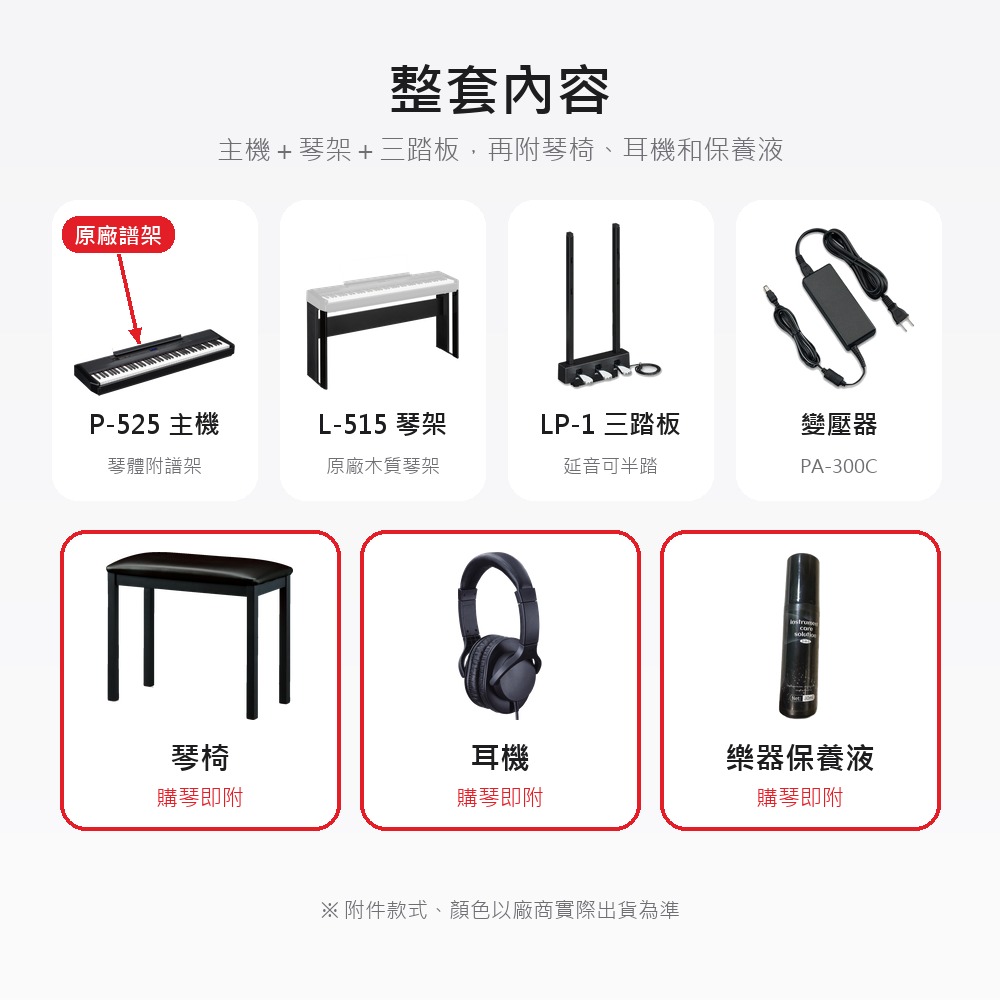 整套內容
主機 + 琴架 + 三踏板，再附琴椅、耳機和保養液
原廠譜架
P-525 主機
琴體附譜架
L-515 琴架
原廠木質琴架
LP-1 三踏板
延音可半踏
變壓器
PA-300C
instrument
care
solution
Net
琴椅
購琴即附
耳機
購琴即附
樂器保養液
購琴即附
※ 附件款式、顏色以廠商實際出貨為準